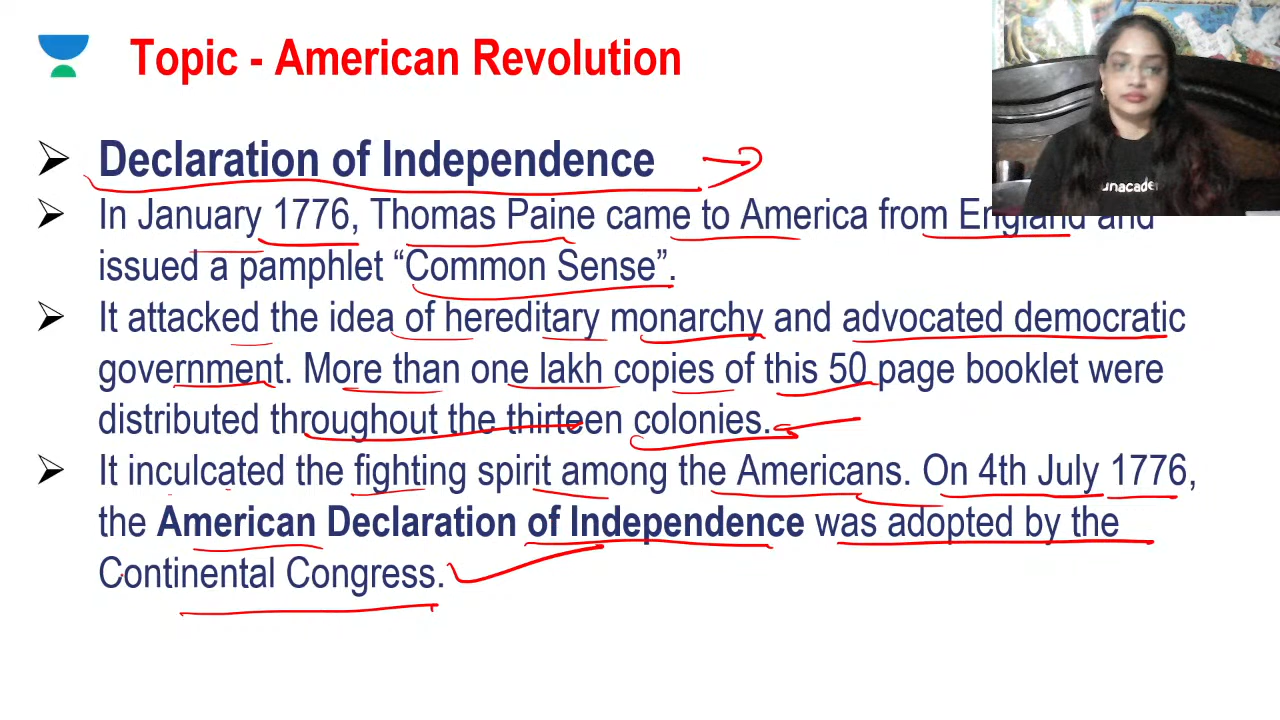 Topic - American Revolution
Declaration of Independence
In January 1776, Thomas Paine came to America from England and
issued a pamphlet “Common Sense”.
It attacked the idea of hereditary monarchy and advocated democratic
government. More than one lakh copies of this 50 page booklet were
distributed throughout the thirteen colonies.
It inculcated the fighting spirit among the Americans. On 4th July 1776,
the American Declaration of Independence was adopted by the
Continental Congress.
unacade